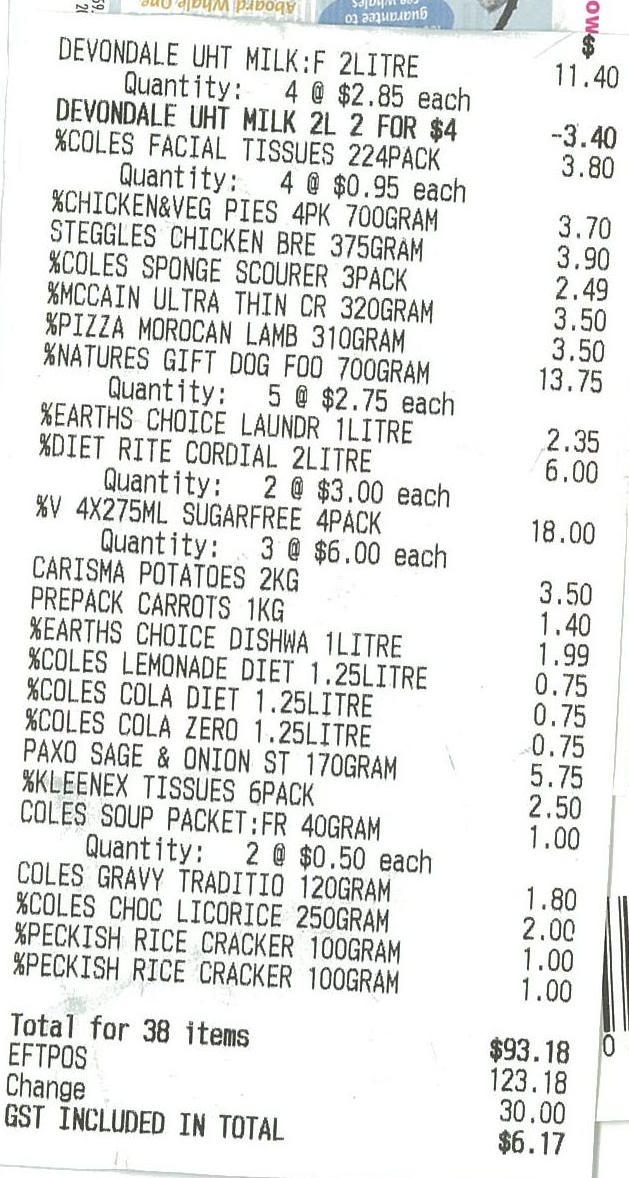 Aboard Whale One
guarantee to
see whales
ow
$
DEVONDALE UHT MILK:F 2LITRE 11.40
Quantity: 4 @ $2.85 each
DEVONDALE UHT MILK 2L 2 FOR $4 -3.40
%COLES FACIAL TISSUES 224PACK 3.80
Quantity: 4 @ $0.95 each
%CHICKEN&VEG PIES 4PK 700GRAM 3.70
STEGGLES CHICKEN BRE 375GRAM 3.90
%COLES SPONGE SCOURER 3PACK 2.49
%MCCAIN ULTRA THIN CR 320GRAM 3.50
%PIZZA MOROCAN LAMB 310GRAM 3.50
%NATURES GIFT DOG FOO 700GRAM 13.75
Quantity: 5 @ $2.75 each
%EARTHS CHOICE LAUNDR 1LITRE 2.35
%DIET RITE CORDIAL 2LITRE 6.00
Quantity: 2 @ $3.00 each
%V 4X275ML SUGARFREE 4PACK 18.00
Quantity: 3 @ $6.00 each
CARISMA POTATOES 2KG 3.50
PREPACK CARROTS 1KG 1.40
%EARTHS CHOICE DISHWA 1LITRE 1.99
%COLES LEMONADE DIET 1.25LITRE 0.75
%COLES COLA DIET 1.25LITRE 0.75
%COLES COLA ZERO 1.25LITRE 0.75
PAXO SAGE & ONION ST 170GRAM 5.75
%KLEENEX TISSUES 6PACK 2.50
COLES SOUP PACKET:FR 40GRAM 1.00
Quantity: 2 @ $0.50 each
COLES GRAVY TRADITIO 120GRAM 1.80
%COLES CHOC LICORICE 250GRAM 2.00
%PECKISH RICE CRACKER 100GRAM 1.00
%PECKISH RICE CRACKER 100GRAM 1.00
Total for 38 items $93.18
EFTPOS 123.18
Change 30.00
GST INCLUDED IN TOTAL $6.17
0